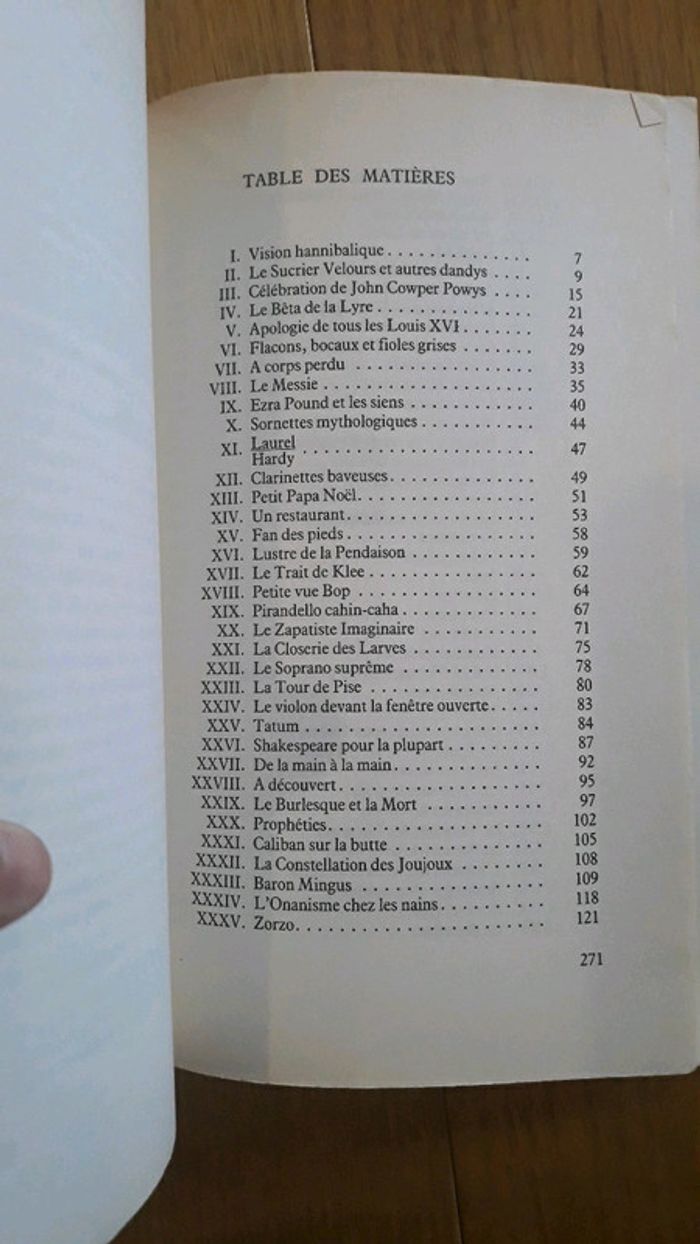 TABLE DES MATIÈRES
I. Vision hannibalique . . . . . . . . . . . . . . 7
II. Le Sucrier Velours et autres dandys . . . . 9
III. Célébration de John Cowper Powys . . . . 15
IV. Le Bêta de la Lyre . . . . . . . . . . . . . . . 21
V. Apologie de tous les Louis XVI . . . . . . . 24
VI. Flacons, bocaux et fioles grises . . . . . . . 29
VII. A corps perdu . . . . . . . . . . . . . . . . . 33
VIII. Le Messie . . . . . . . . . . . . . . . . . . . . 35
IX. Ezra Pound et les siens . . . . . . . . . . . . 40
X. Sornettes mythologiques . . . . . . . . . . . 44
XI. Laurel
Hardy . . . . . . . . . . . . . . . . . . . . . . 47
XII. Clarinettes baveuses . . . . . . . . . . . . . . 49
XIII. Petit Papa Noël . . . . . . . . . . . . . . . . . 51
XIV. Un restaurant . . . . . . . . . . . . . . . . . . 53
XV. Fan des pieds . . . . . . . . . . . . . . . . . . 58
XVI. Lustre de la Pendaison . . . . . . . . . . . . 59
XVII. Le Trait de Klee . . . . . . . . . . . . . . . . 62
XVIII. Petite vue Bop . . . . . . . . . . . . . . . . . 64
XIX. Pirandello cahin-caha . . . . . . . . . . . . . 67
XX. Le Zapatiste Imaginaire . . . . . . . . . . . 71
XXI. La Closerie des Larves . . . . . . . . . . . . 75
XXII. Le Soprano suprême . . . . . . . . . . . . . 78
XXIII. La Tour de Pise . . . . . . . . . . . . . . . . 80
XXIV. Le violon devant la fenêtre ouverte . . . . . 83
XXV. Tatum . . . . . . . . . . . . . . . . . . . . . . 84
XXVI. Shakespeare pour la plupart . . . . . . . . . 87
XXVII. De la main à la main . . . . . . . . . . . . . . 92
XXVIII. A découvert . . . . . . . . . . . . . . . . . . . 95
XXIX. Le Burlesque et la Mort . . . . . . . . . . . 97
XXX. Prophéties . . . . . . . . . . . . . . . . . . . . 102
XXXI. Caliban sur la butte . . . . . . . . . . . . . . 105
XXXII. La Constellation des Joujoux . . . . . . . . 108
XXXIII. Baron Mingus . . . . . . . . . . . . . . . . . 109
XXXIV. L'Onanisme chez les nains . . . . . . . . . . 118
XXXV. Zorzo . . . . . . . . . . . . . . . . . . . . . . . 121
271